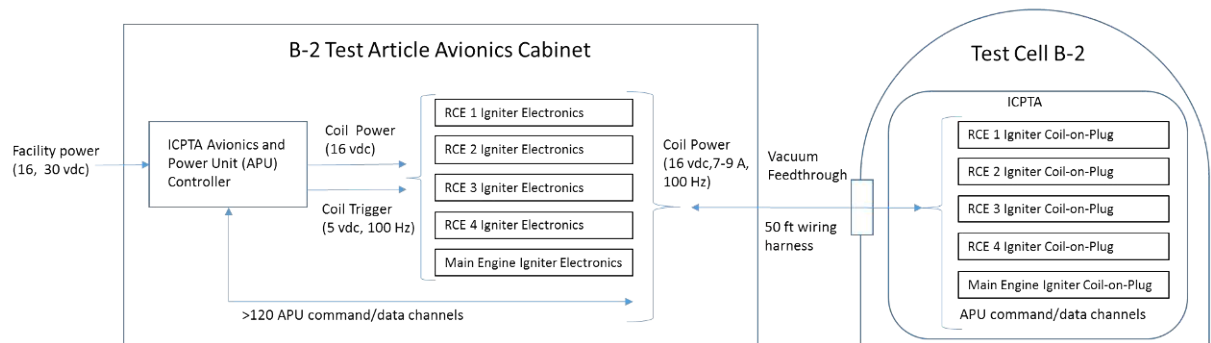 B-2 Test Article Avionics Cabinet
Facility power
(16, 30 vdc)
ICPTA Avionics and
Power Unit (APU)
Controller
Coil Power
(16 vdc)
Coil Trigger
(5 vdc, 100 Hz)
RCE 1 Igniter Electronics
RCE 2 Igniter Electronics
RCE 3 Igniter Electronics
RCE 4 Igniter Electronics
Main Engine Igniter Electronics
>120 APU command/data channels
Coil Power
(16 vdc,7-9 A,
100 Hz)
Vacuum
Feedthrough
50 ft wiring
harness
Test Cell B-2
ICPTA
RCE 1 Igniter Coil-on-Plug
RCE 2 Igniter Coil-on-Plug
RCE 3 Igniter Coil-on-Plug
RCE 4 Igniter Coil-on-Plug
Main Engine Igniter Coil-on-Plug
APU command/data channels